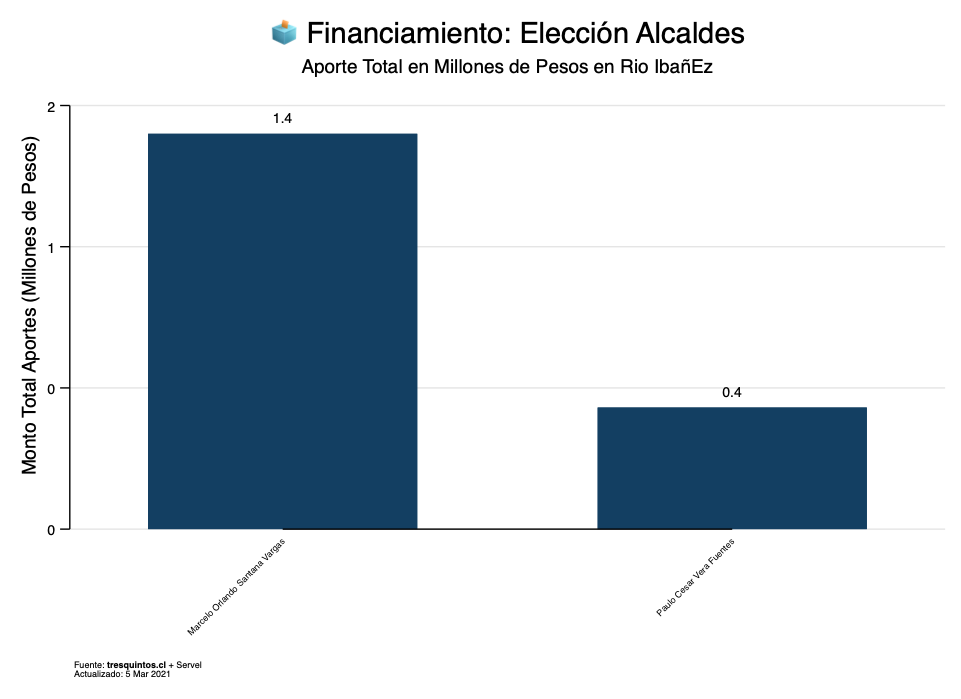 🗳️ Financiamiento: Elección Alcaldes
Aporte Total en Millones de Pesos en Rio IbañEz
Monto Total Aportes (Millones de Pesos)
2
1
0
0
1.4
0.4
Marcelo Orlando Santana Vargas
Paulo Cesar Vera Fuentes
Fuente: tresquintos.cl + Servel
Actualizado: 5 Mar 2021